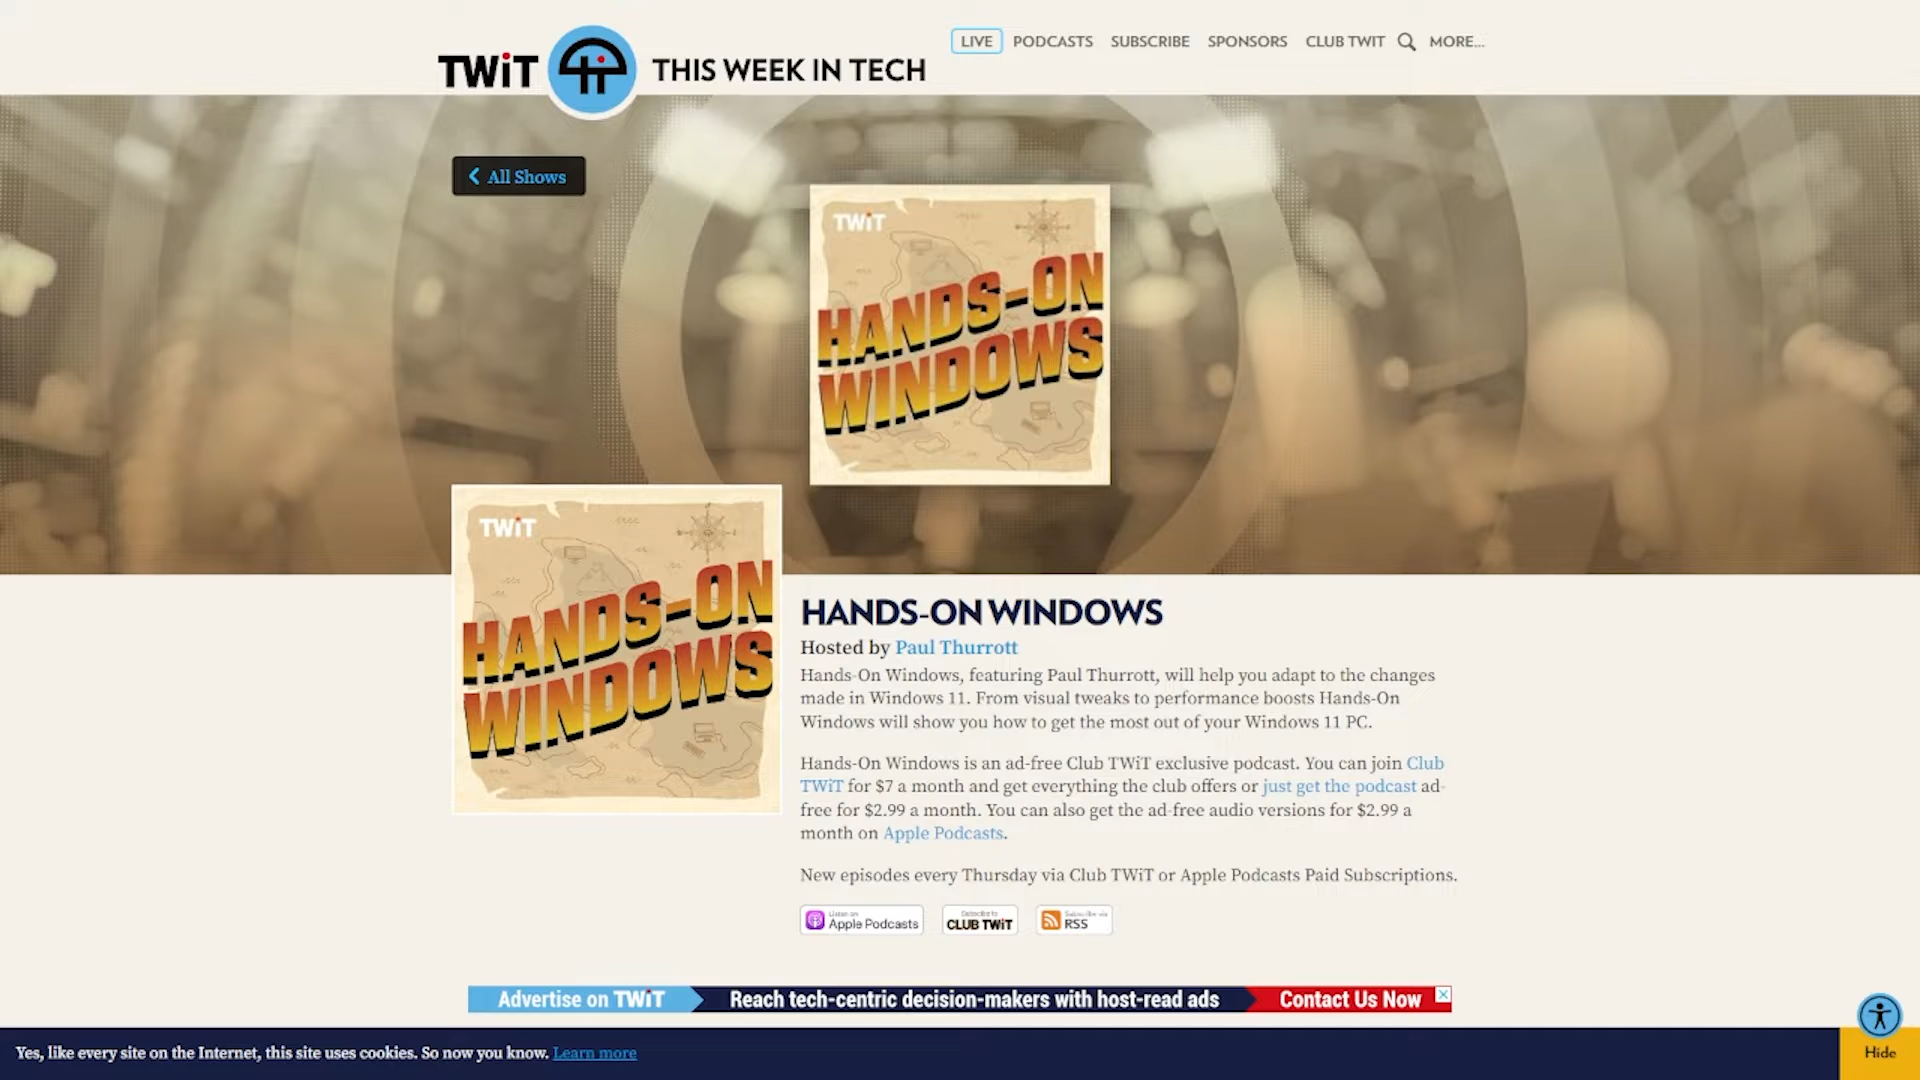 TWiT
THIS WEEK IN TECH
LIVE
PODCASTS
SUBSCRIBE
SPONSORS
CLUB TWIT
MORE...
All Shows
TWiT
HANDS-ON
WINDOWS
TWiT
HANDS-ON
WINDOWS
HANDS-ON WINDOWS
Hosted by Paul Thurrott
Hands-On Windows, featuring Paul Thurrott, will help you adapt to the changes
made in Windows 11. From visual tweaks to performance boosts Hands-On
Windows will show you how to get the most out of your Windows 11 PC.
Hands-On Windows is an ad-free Club TWiT exclusive podcast. You can join Club
TWiT for $7 a month and get everything the club offers or just get the podcast ad-
free for $2.99 a month. You can also get the ad-free audio versions for $2.99 a
month on Apple Podcasts.
New episodes every Thursday via Club TWiT or Apple Podcasts Paid Subscriptions.
Listen on
Apple Podcasts
Subscribe to
CLUB TWiT
Subscribe via
RSS
Advertise on TWiT
Reach tech-centric decision-makers with host-read ads
Contact Us Now
Yes, like every site on the Internet, this site uses cookies. So now you know. Learn more
Hide